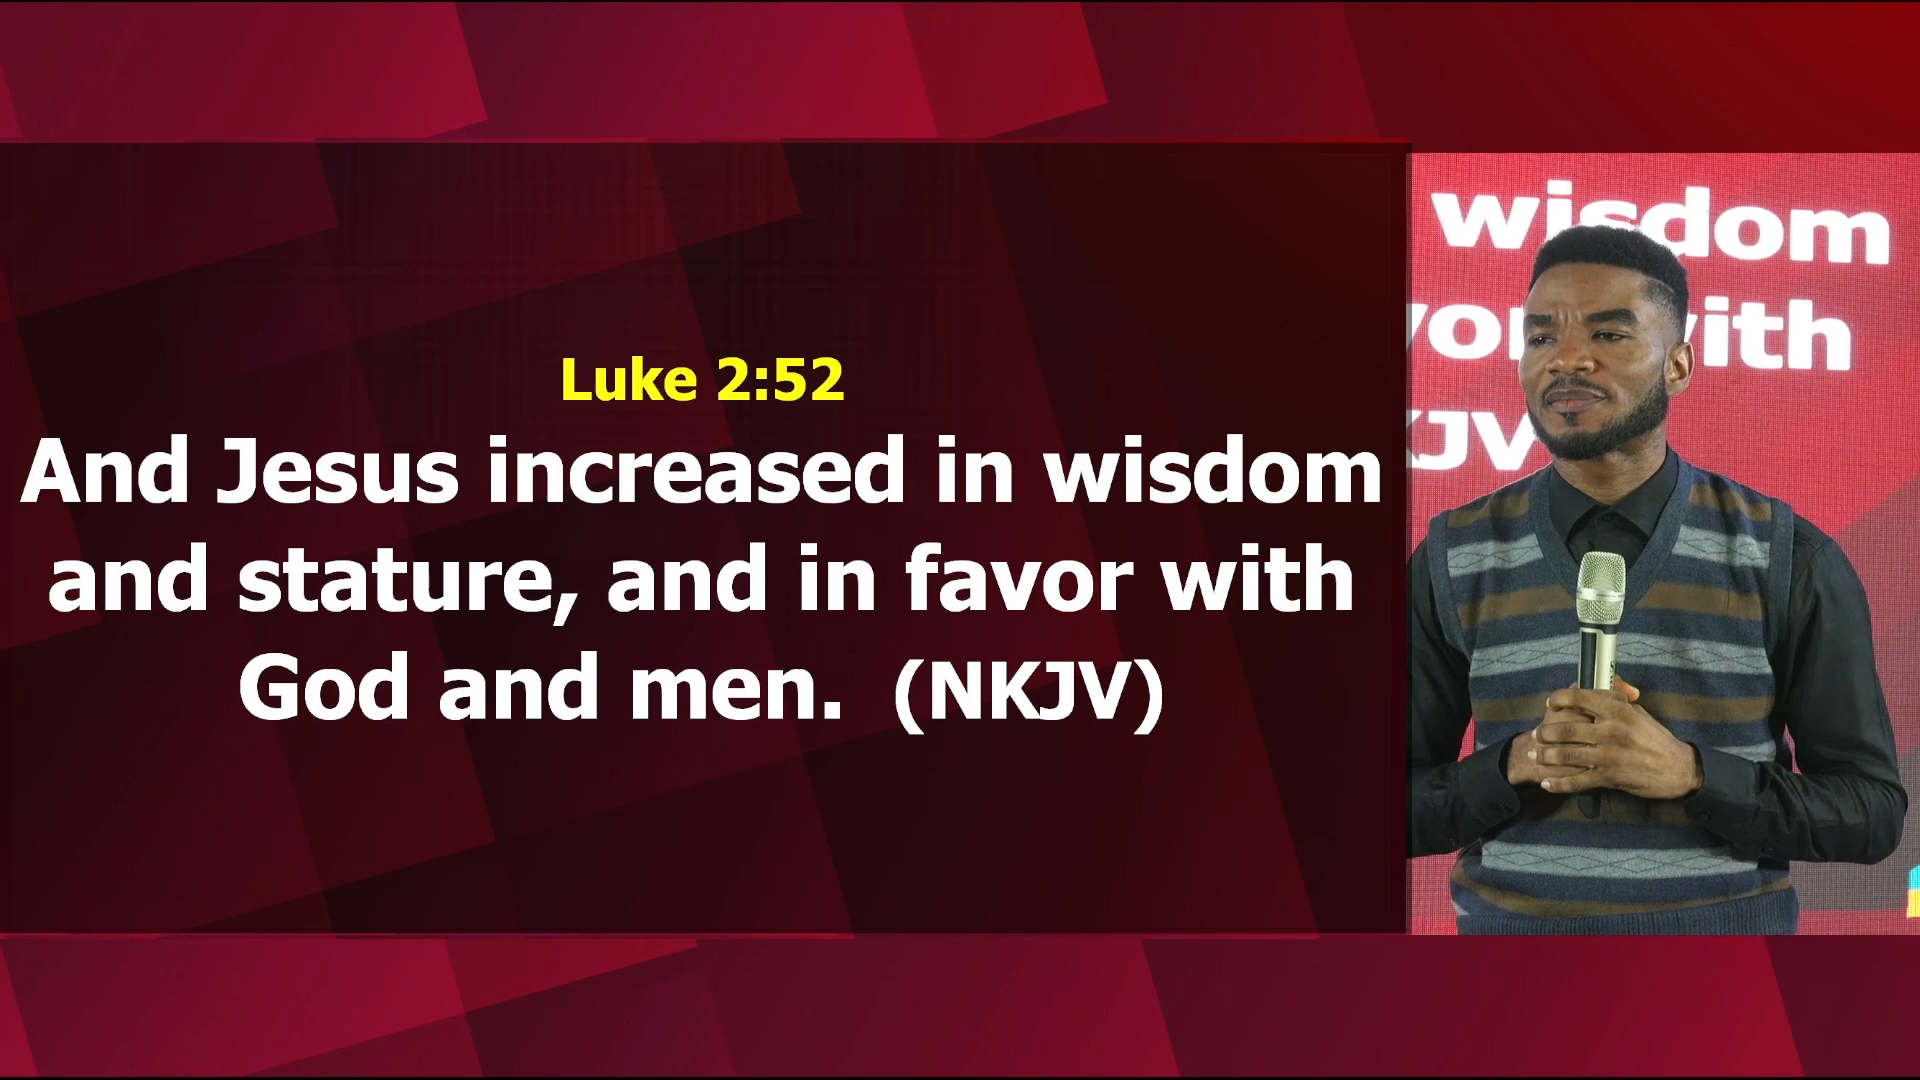 Luke 2:52
And Jesus increased in wisdom
and stature, and in favor with
God and men. (NKJV)
wisdom
with